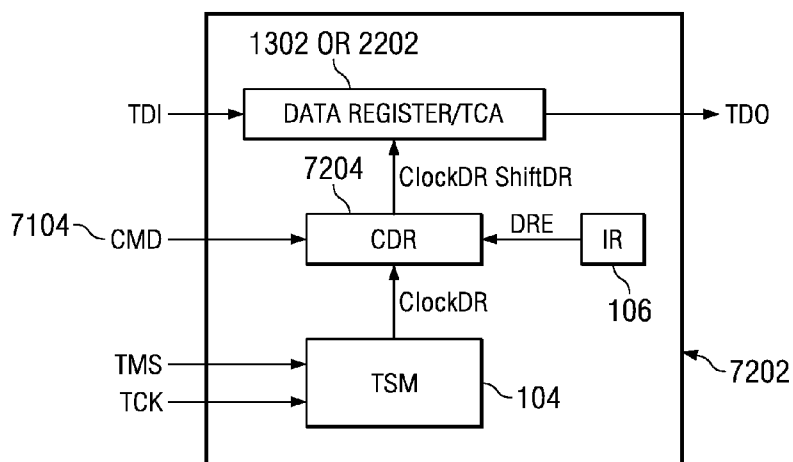 1302 OR 2202
TDI
DATA REGISTER/TCA
TDO
7204
ClockDR ShiftDR
7104
CMD
CDR
DRE
IR
106
ClockDR
TMS
TCK
TSM
104
7202